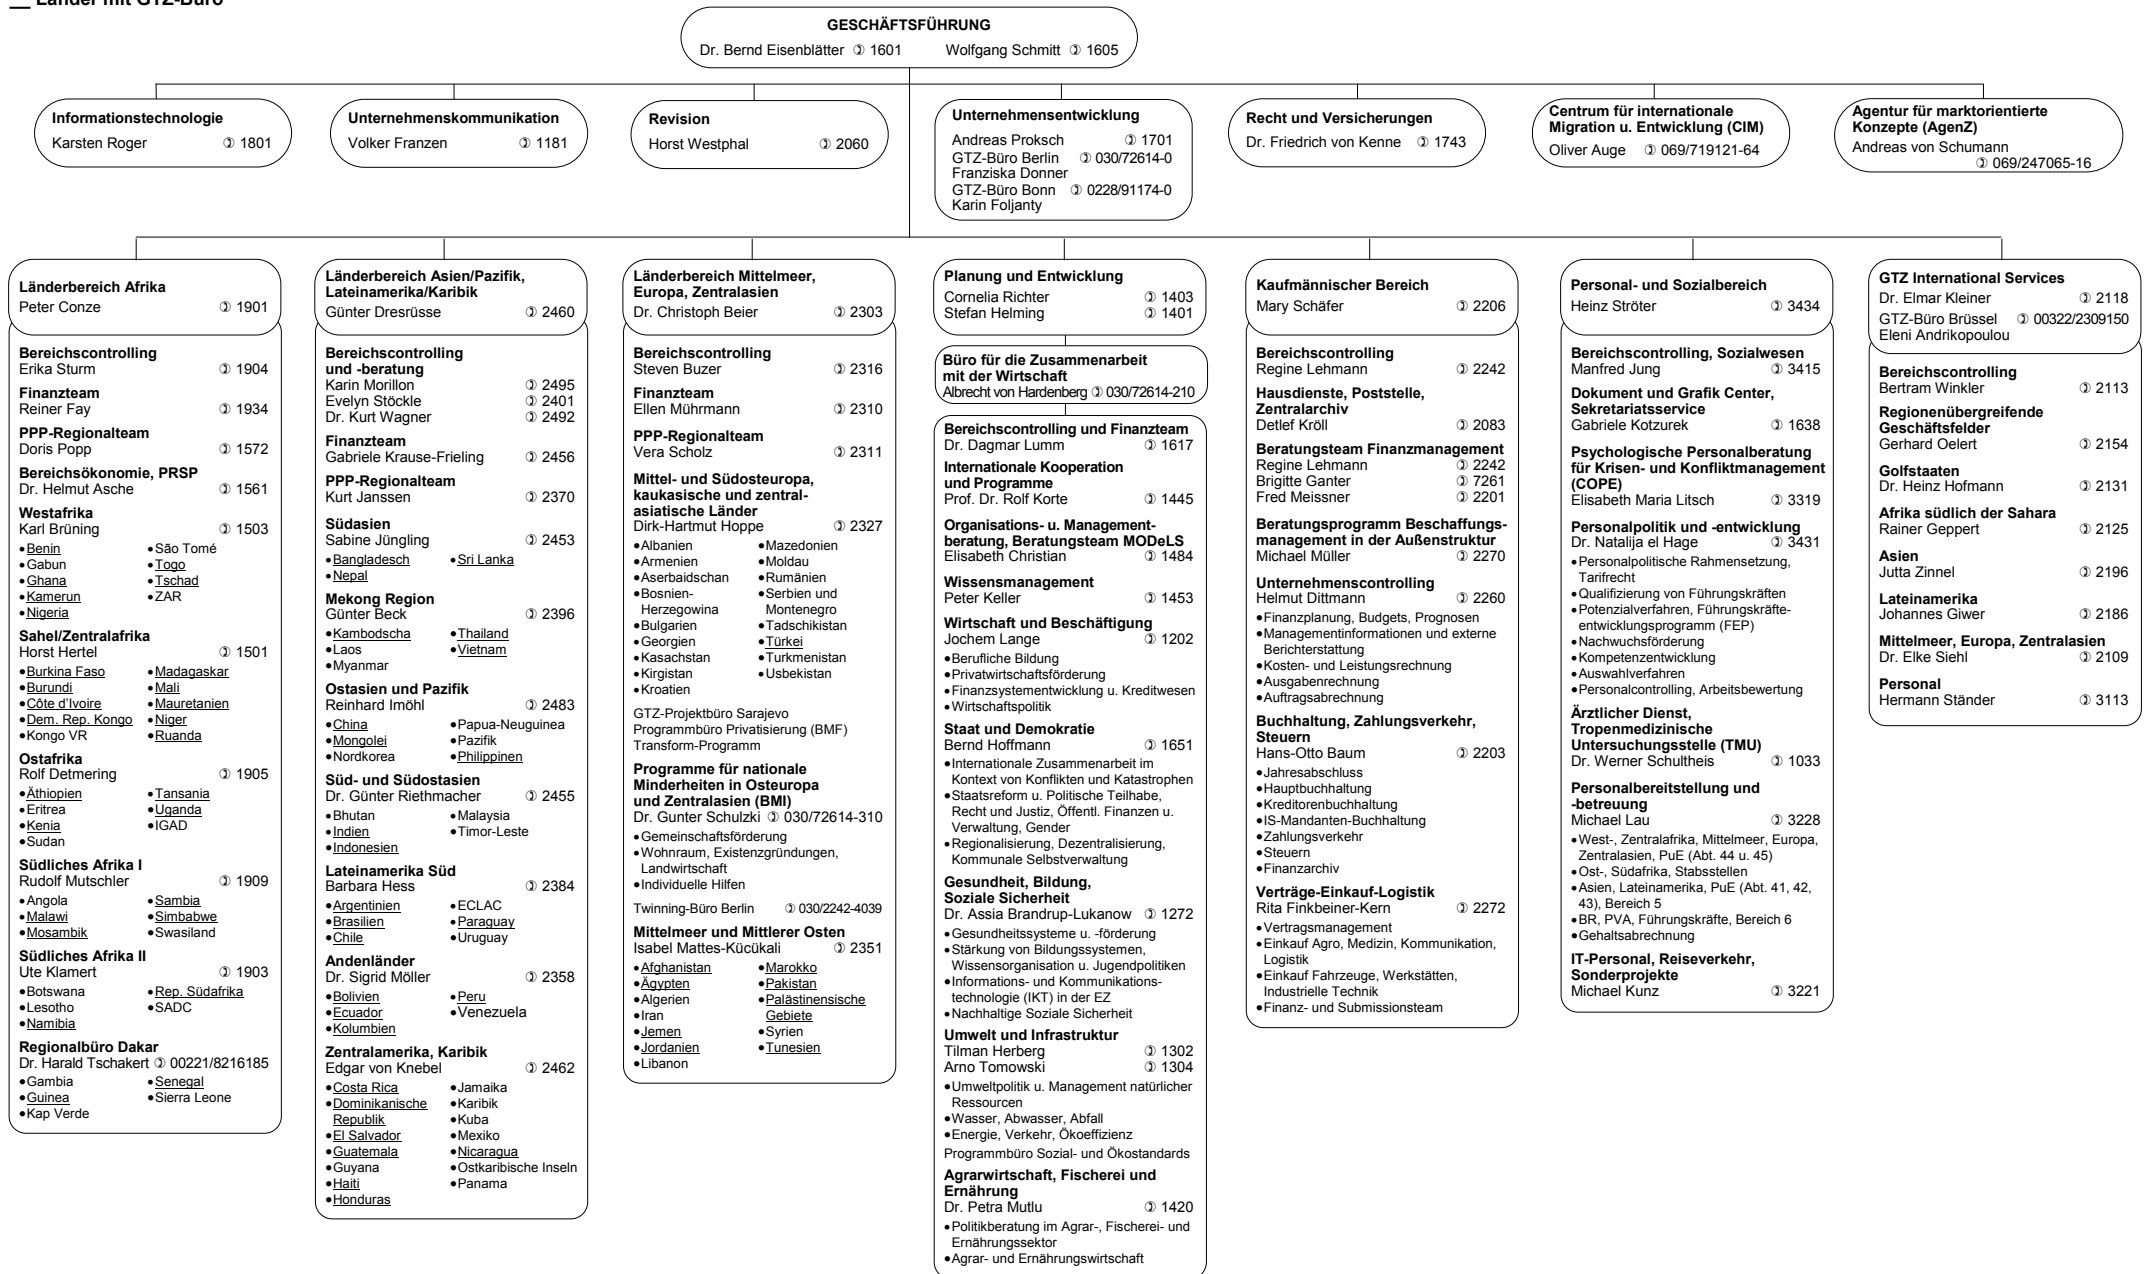 __ Länder mit GTZ-Büro
GESCHÄFTSFÜHRUNG
Dr. Bernd Eisenblätter ✆ 1601 Wolfgang Schmitt ✆ 1605
Informationstechnologie
Karsten Roger ✆ 1801
Unternehmenskommunikation
Volker Franzen ✆ 1181
Revision
Horst Westphal ✆ 2060
Unternehmensentwicklung
Andreas Proksch ✆ 1701
GTZ-Büro Berlin ✆ 030/72614-0
Franziska Donner
GTZ-Büro Bonn ✆ 0228/91174-0
Karin Foljanty
Recht und Versicherungen
Dr. Friedrich von Kenne ✆ 1743
Centrum für internationale
Migration u. Entwicklung (CIM)
Oliver Auge ✆ 069/719121-64
Agentur für marktorientierte
Konzepte (AgenZ)
Andreas von Schumann
✆ 069/247065-16
Länderbereich Afrika
Peter Conze ✆ 1901
Bereichscontrolling
Erika Sturm ✆ 1904
Finanzteam
Reiner Fay ✆ 1934
PPP-Regionalteam
Doris Popp ✆ 1572
Bereichsökonomie, PRSP
Dr. Helmut Asche ✆ 1561
Westafrika
Karl Brüning ✆ 1503
•Benin •São Tomé
•Gabun •Togo
•Ghana •Tschad
•Kamerun •ZAR
•Nigeria
Sahel/Zentralafrika
Horst Hertel ✆ 1501
•Burkina Faso •Madagaskar
•Burundi •Mali
•Côte d'Ivoire •Mauretanien
•Dem. Rep. Kongo •Niger
•Kongo VR •Ruanda
Ostafrika
Rolf Detmering ✆ 1905
•Äthiopien •Tansania
•Eritrea •Uganda
•Kenia •IGAD
•Sudan
Südliches Afrika I
Rudolf Mutschler ✆ 1909
•Angola •Sambia
•Malawi •Simbabwe
•Mosambik •Swasiland
Südliches Afrika II
Ute Klamert ✆ 1903
•Botswana •Rep. Südafrika
•Lesotho •SADC
•Namibia
Regionalbüro Dakar
Dr. Harald Tschakert ✆ 00221/8216185
•Gambia •Senegal
•Guinea •Sierra Leone
•Kap Verde
Länderbereich Asien/Pazifik,
Lateinamerika/Karibik
Günter Dresrüsse ✆ 2460
Bereichscontrolling
und -beratung
Karin Morillon ✆ 2495
Evelyn Stöckle ✆ 2401
Dr. Kurt Wagner ✆ 2492
Finanzteam
Gabriele Krause-Frieling ✆ 2456
PPP-Regionalteam
Kurt Janssen ✆ 2370
Südasien
Sabine Jüngling ✆ 2453
•Bangladesch •Sri Lanka
•Nepal
Mekong Region
Günter Beck ✆ 2396
•Kambodscha •Thailand
•Laos •Vietnam
•Myanmar
Ostasien und Pazifik
Reinhard Imöhl ✆ 2483
•China •Papua-Neuguinea
•Mongolei •Pazifik
•Nordkorea •Philippinen
Süd- und Südostasien
Dr. Günter Riethmacher ✆ 2455
•Bhutan •Malaysia
•Indien •Timor-Leste
•Indonesien
Lateinamerika Süd
Barbara Hess ✆ 2384
•Argentinien •ECLAC
•Brasilien •Paraguay
•Chile •Uruguay
Andenländer
Dr. Sigrid Möller ✆ 2358
•Bolivien •Peru
•Ecuador •Venezuela
•Kolumbien
Zentralamerika, Karibik
Edgar von Knebel ✆ 2462
•Costa Rica •Jamaika
•Dominikanische •Karibik
Republik •Kuba
•El Salvador •Mexiko
•Guatemala •Nicaragua
•Guyana •Ostkaribische Inseln
•Haiti •Panama
•Honduras
Länderbereich Mittelmeer,
Europa, Zentralasien
Dr. Christoph Beier ✆ 2303
Bereichscontrolling
Steven Buzer ✆ 2316
Finanzteam
Ellen Mührmann ✆ 2310
PPP-Regionalteam
Vera Scholz ✆ 2311
Mittel- und Südosteuropa,
kaukasische und zentral-
asiatische Länder
Dirk-Hartmut Hoppe ✆ 2327
•Albanien •Mazedonien
•Armenien •Moldau
•Aserbaidschan •Rumänien
•Bosnien- •Serbien und
Herzegowina Montenegro
•Bulgarien •Tadschikistan
•Georgien •Türkei
•Kasachstan •Turkmenistan
•Kirgistan •Usbekistan
•Kroatien
GTZ-Projektbüro Sarajevo
Programmbüro Privatisierung (BMF)
Transform-Programm
Programme für nationale
Minderheiten in Osteuropa
und Zentralasien (BMI)
Dr. Gunter Schulzki ✆ 030/72614-310
•Gemeinschaftsförderung
•Wohnraum, Existenzgründungen,
Landwirtschaft
•Individuelle Hilfen
Twinning-Büro Berlin ✆ 030/2242-4039
Mittelmeer und Mittlerer Osten
Isabel Mattes-Kücükali ✆ 2351
•Afghanistan •Marokko
•Ägypten •Pakistan
•Algerien •Palästinensische
•Iran Gebiete
•Jemen •Syrien
•Jordanien •Tunesien
•Libanon
Planung und Entwicklung
Cornelia Richter ✆ 1403
Stefan Helming ✆ 1401
Büro für die Zusammenarbeit
mit der Wirtschaft
Albrecht von Hardenberg ✆ 030/72614-210
Bereichscontrolling und Finanzteam
Dr. Dagmar Lumm ✆ 1617
Internationale Kooperation
und Programme
Prof. Dr. Rolf Korte ✆ 1445
Organisations- u. Management-
beratung, Beratungsteam MODeLS
Elisabeth Christian ✆ 1484
Wissensmanagement
Peter Keller ✆ 1453
Wirtschaft und Beschäftigung
Jochem Lange ✆ 1202
•Berufliche Bildung
•Privatwirtschaftsförderung
•Finanzsystementwicklung u. Kreditwesen
•Wirtschaftspolitik
Staat und Demokratie
Bernd Hoffmann ✆ 1651
•Internationale Zusammenarbeit im
Kontext von Konflikten und Katastrophen
•Staatsreform u. Politische Teilhabe,
Recht und Justiz, Öffentl. Finanzen u.
Verwaltung, Gender
•Regionalisierung, Dezentralisierung,
Kommunale Selbstverwaltung
Gesundheit, Bildung,
Soziale Sicherheit
Dr. Assia Brandrup-Lukanow ✆ 1272
•Gesundheitssysteme u. -förderung
•Stärkung von Bildungssystemen,
Wissensorganisation u. Jugendpolitiken
•Informations- und Kommunikations-
technologie (IKT) in der EZ
•Nachhaltige Soziale Sicherheit
Umwelt und Infrastruktur
Tilman Herberg ✆ 1302
Arno Tomowski ✆ 1304
•Umweltpolitik u. Management natürlicher
Ressourcen
•Wasser, Abwasser, Abfall
•Energie, Verkehr, Ökoeffizienz
Programmbüro Sozial- und Ökostandards
Agrarwirtschaft, Fischerei und
Ernährung
Dr. Petra Mutlu ✆ 1420
•Politikberatung im Agrar-, Fischerei- und
Ernährungssektor
•Agrar- und Ernährungswirtschaft
Kaufmännischer Bereich
Mary Schäfer ✆ 2206
Bereichscontrolling
Regine Lehmann ✆ 2242
Hausdienste, Poststelle,
Zentralarchiv
Detlef Kröll ✆ 2083
Beratungsteam Finanzmanagement
Regine Lehmann ✆ 2242
Brigitte Ganter ✆ 7261
Fred Meissner ✆ 2201
Beratungsprogramm Beschaffungs-
management in der Außenstruktur
Michael Müller ✆ 2270
Unternehmenscontrolling
Helmut Dittmann ✆ 2260
•Finanzplanung, Budgets, Prognosen
•Managementinformationen und externe
Berichterstattung
•Kosten- und Leistungsrechnung
•Ausgabenrechnung
•Auftragsabrechnung
Buchhaltung, Zahlungsverkehr,
Steuern
Hans-Otto Baum ✆ 2203
•Jahresabschluss
•Hauptbuchhaltung
•Kreditorenbuchhaltung
•IS-Mandanten-Buchhaltung
•Zahlungsverkehr
•Steuern
•Finanzarchiv
Verträge-Einkauf-Logistik
Rita Finkbeiner-Kern ✆ 2272
•Vertragsmanagement
•Einkauf Agro, Medizin, Kommunikation,
Logistik
•Einkauf Fahrzeuge, Werkstätten,
Industrielle Technik
•Finanz- und Submissionsteam
Personal- und Sozialbereich
Heinz Ströter ✆ 3434
Bereichscontrolling, Sozialwesen
Manfred Jung ✆ 3415
Dokument und Grafik Center,
Sekretariatsservice
Gabriele Kotzurek ✆ 1638
Psychologische Personalberatung
für Krisen- und Konfliktmanagement
(COPE)
Elisabeth Maria Litsch ✆ 3319
Personalpolitik und -entwicklung
Dr. Natalija el Hage ✆ 3431
•Personalpolitische Rahmensetzung,
Tarifrecht
•Qualifizierung von Führungskräften
•Potenzialverfahren, Führungskräfte-
entwicklungsprogramm (FEP)
•Nachwuchsförderung
•Kompetenzentwicklung
•Auswahlverfahren
•Personalcontrolling, Arbeitsbewertung
Ärztlicher Dienst,
Tropenmedizinische
Untersuchungsstelle (TMU)
Dr. Werner Schultheis ✆ 1033
Personalbereitstellung und
-betreuung
Michael Lau ✆ 3228
•West-, Zentralafrika, Mittelmeer, Europa,
Zentralasien, PuE (Abt. 44 u. 45)
•Ost-, Südafrika, Stabsstellen
•Asien, Lateinamerika, PuE (Abt. 41, 42,
43), Bereich 5
•BR, PVA, Führungskräfte, Bereich 6
•Gehaltsabrechnung
IT-Personal, Reiseverkehr,
Sonderprojekte
Michael Kunz ✆ 3221
GTZ International Services
Dr. Elmar Kleiner ✆ 2118
GTZ-Büro Brüssel ✆ 00322/2309150
Eleni Andrikopoulou
Bereichscontrolling
Bertram Winkler ✆ 2113
Regionenübergreifende
Geschäftsfelder
Gerhard Oelert ✆ 2154
Golfstaaten
Dr. Heinz Hofmann ✆ 2131
Afrika südlich der Sahara
Rainer Geppert ✆ 2125
Asien
Jutta Zinnel ✆ 2196
Lateinamerika
Johannes Giwer ✆ 2186
Mittelmeer, Europa, Zentralasien
Dr. Elke Siehl ✆ 2109
Personal
Hermann Ständer ✆ 3113